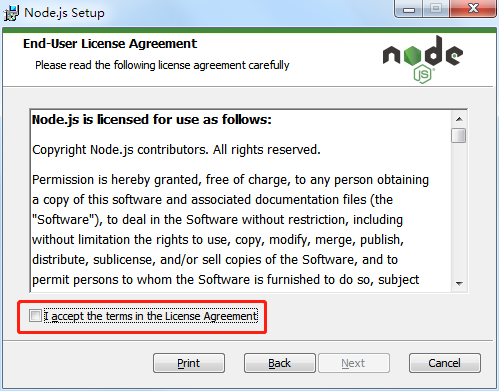 Node.js Setup
End-User License Agreement
Please read the following license agreement carefully
node
JS
Node.js is licensed for use as follows:
Copyright Node.js contributors. All rights reserved.
Permission is hereby granted, free of charge, to any person obtaining
a copy of this software and associated documentation files (the
"Software"), to deal in the Software without restriction, including
without limitation the rights to use, copy, modify, merge, publish,
distribute, sublicense, and/or sell copies of the Software, and to
permit persons to whom the Software is furnished to do so, subject
I accept the terms in the License Agreement
Print
Back
Next
Cancel